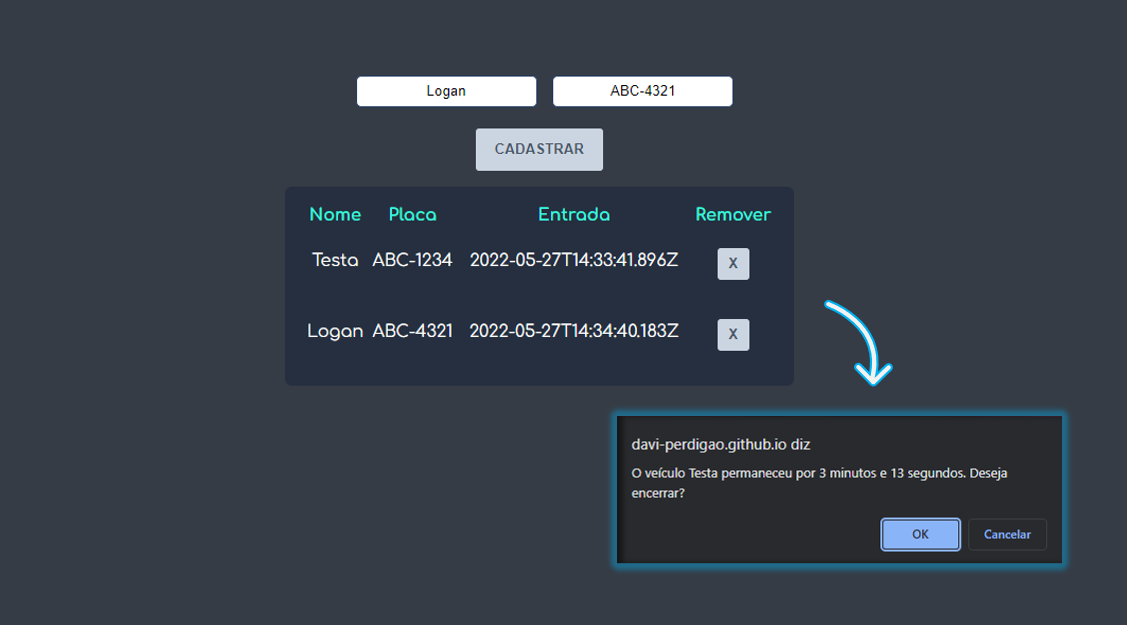 Logan ABC-4321
CADASTRAR
Nome Placa Entrada Remover
Testa ABC-1234 2022-05-27T14:33:41.896Z X
Logan ABC-4321 2022-05-27T14:34:40.183Z X
davi-perdigao.github.io diz
O veículo Testa permaneceu por 3 minutos e 13 segundos. Deseja
encerrar?
OK Cancelar